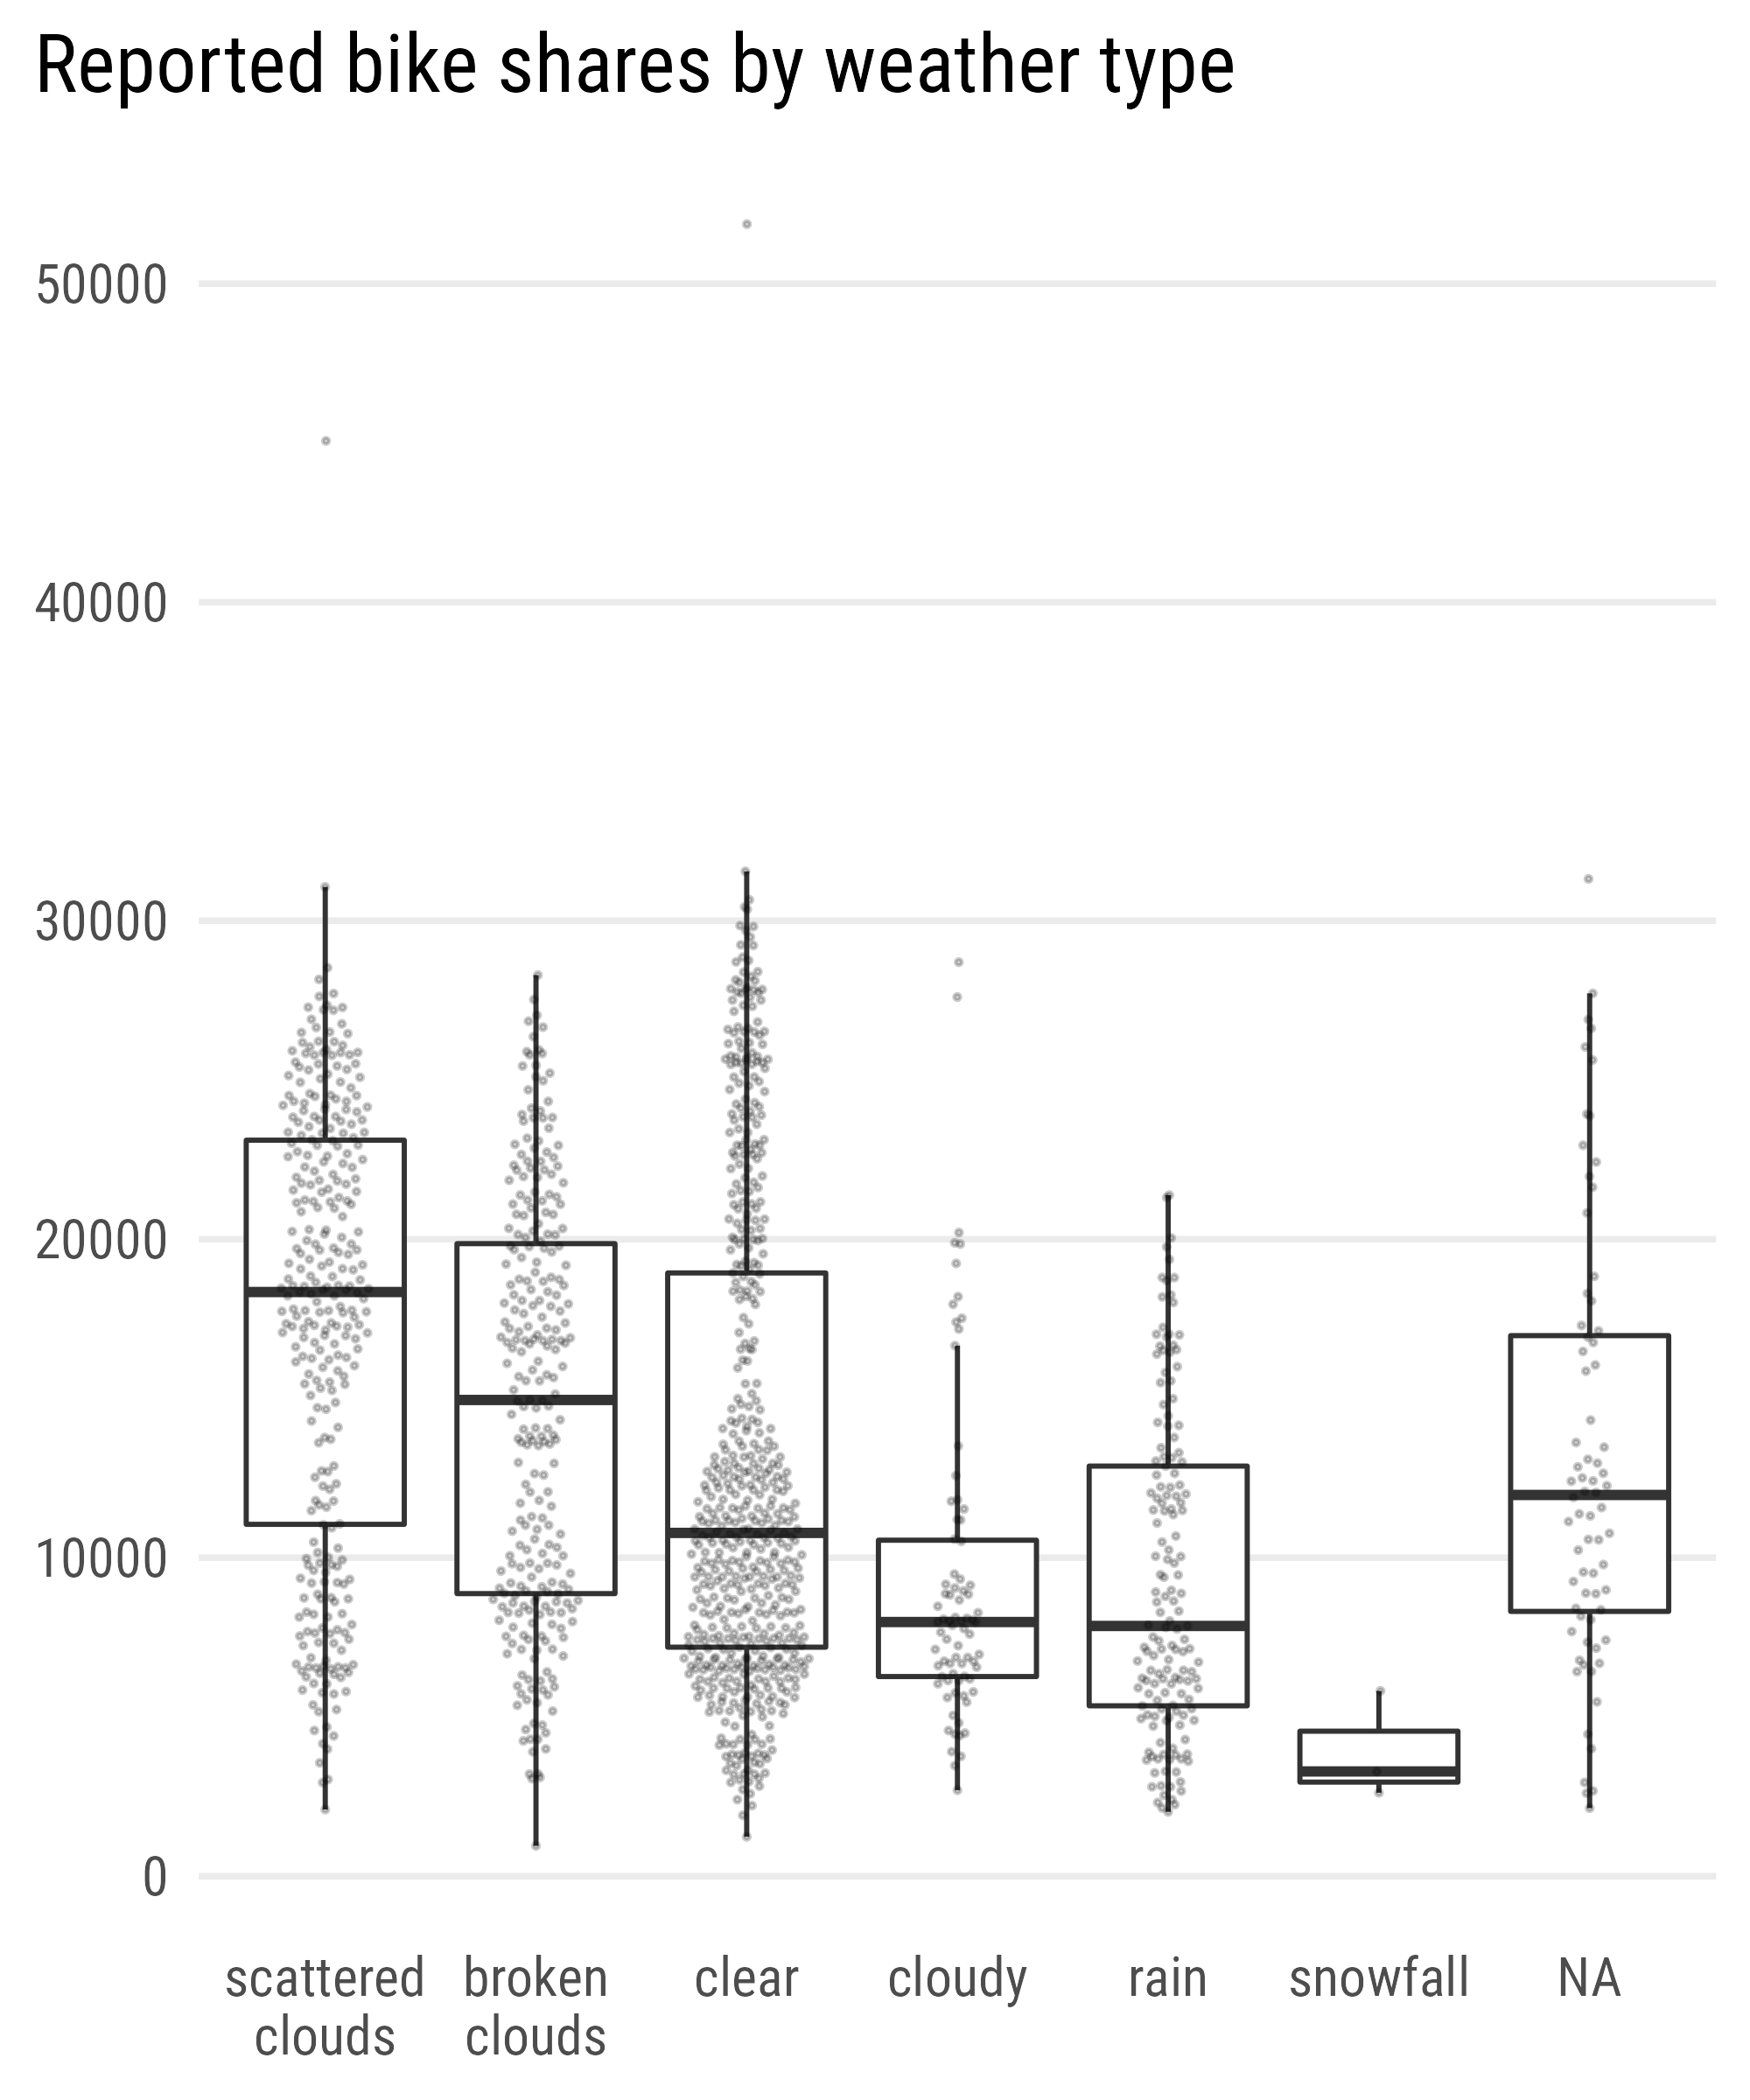 Reported bike shares by weather type
50000
40000
30000
20000
10000
0
scattered clouds
broken clouds
clear
cloudy
rain
snowfall
NA